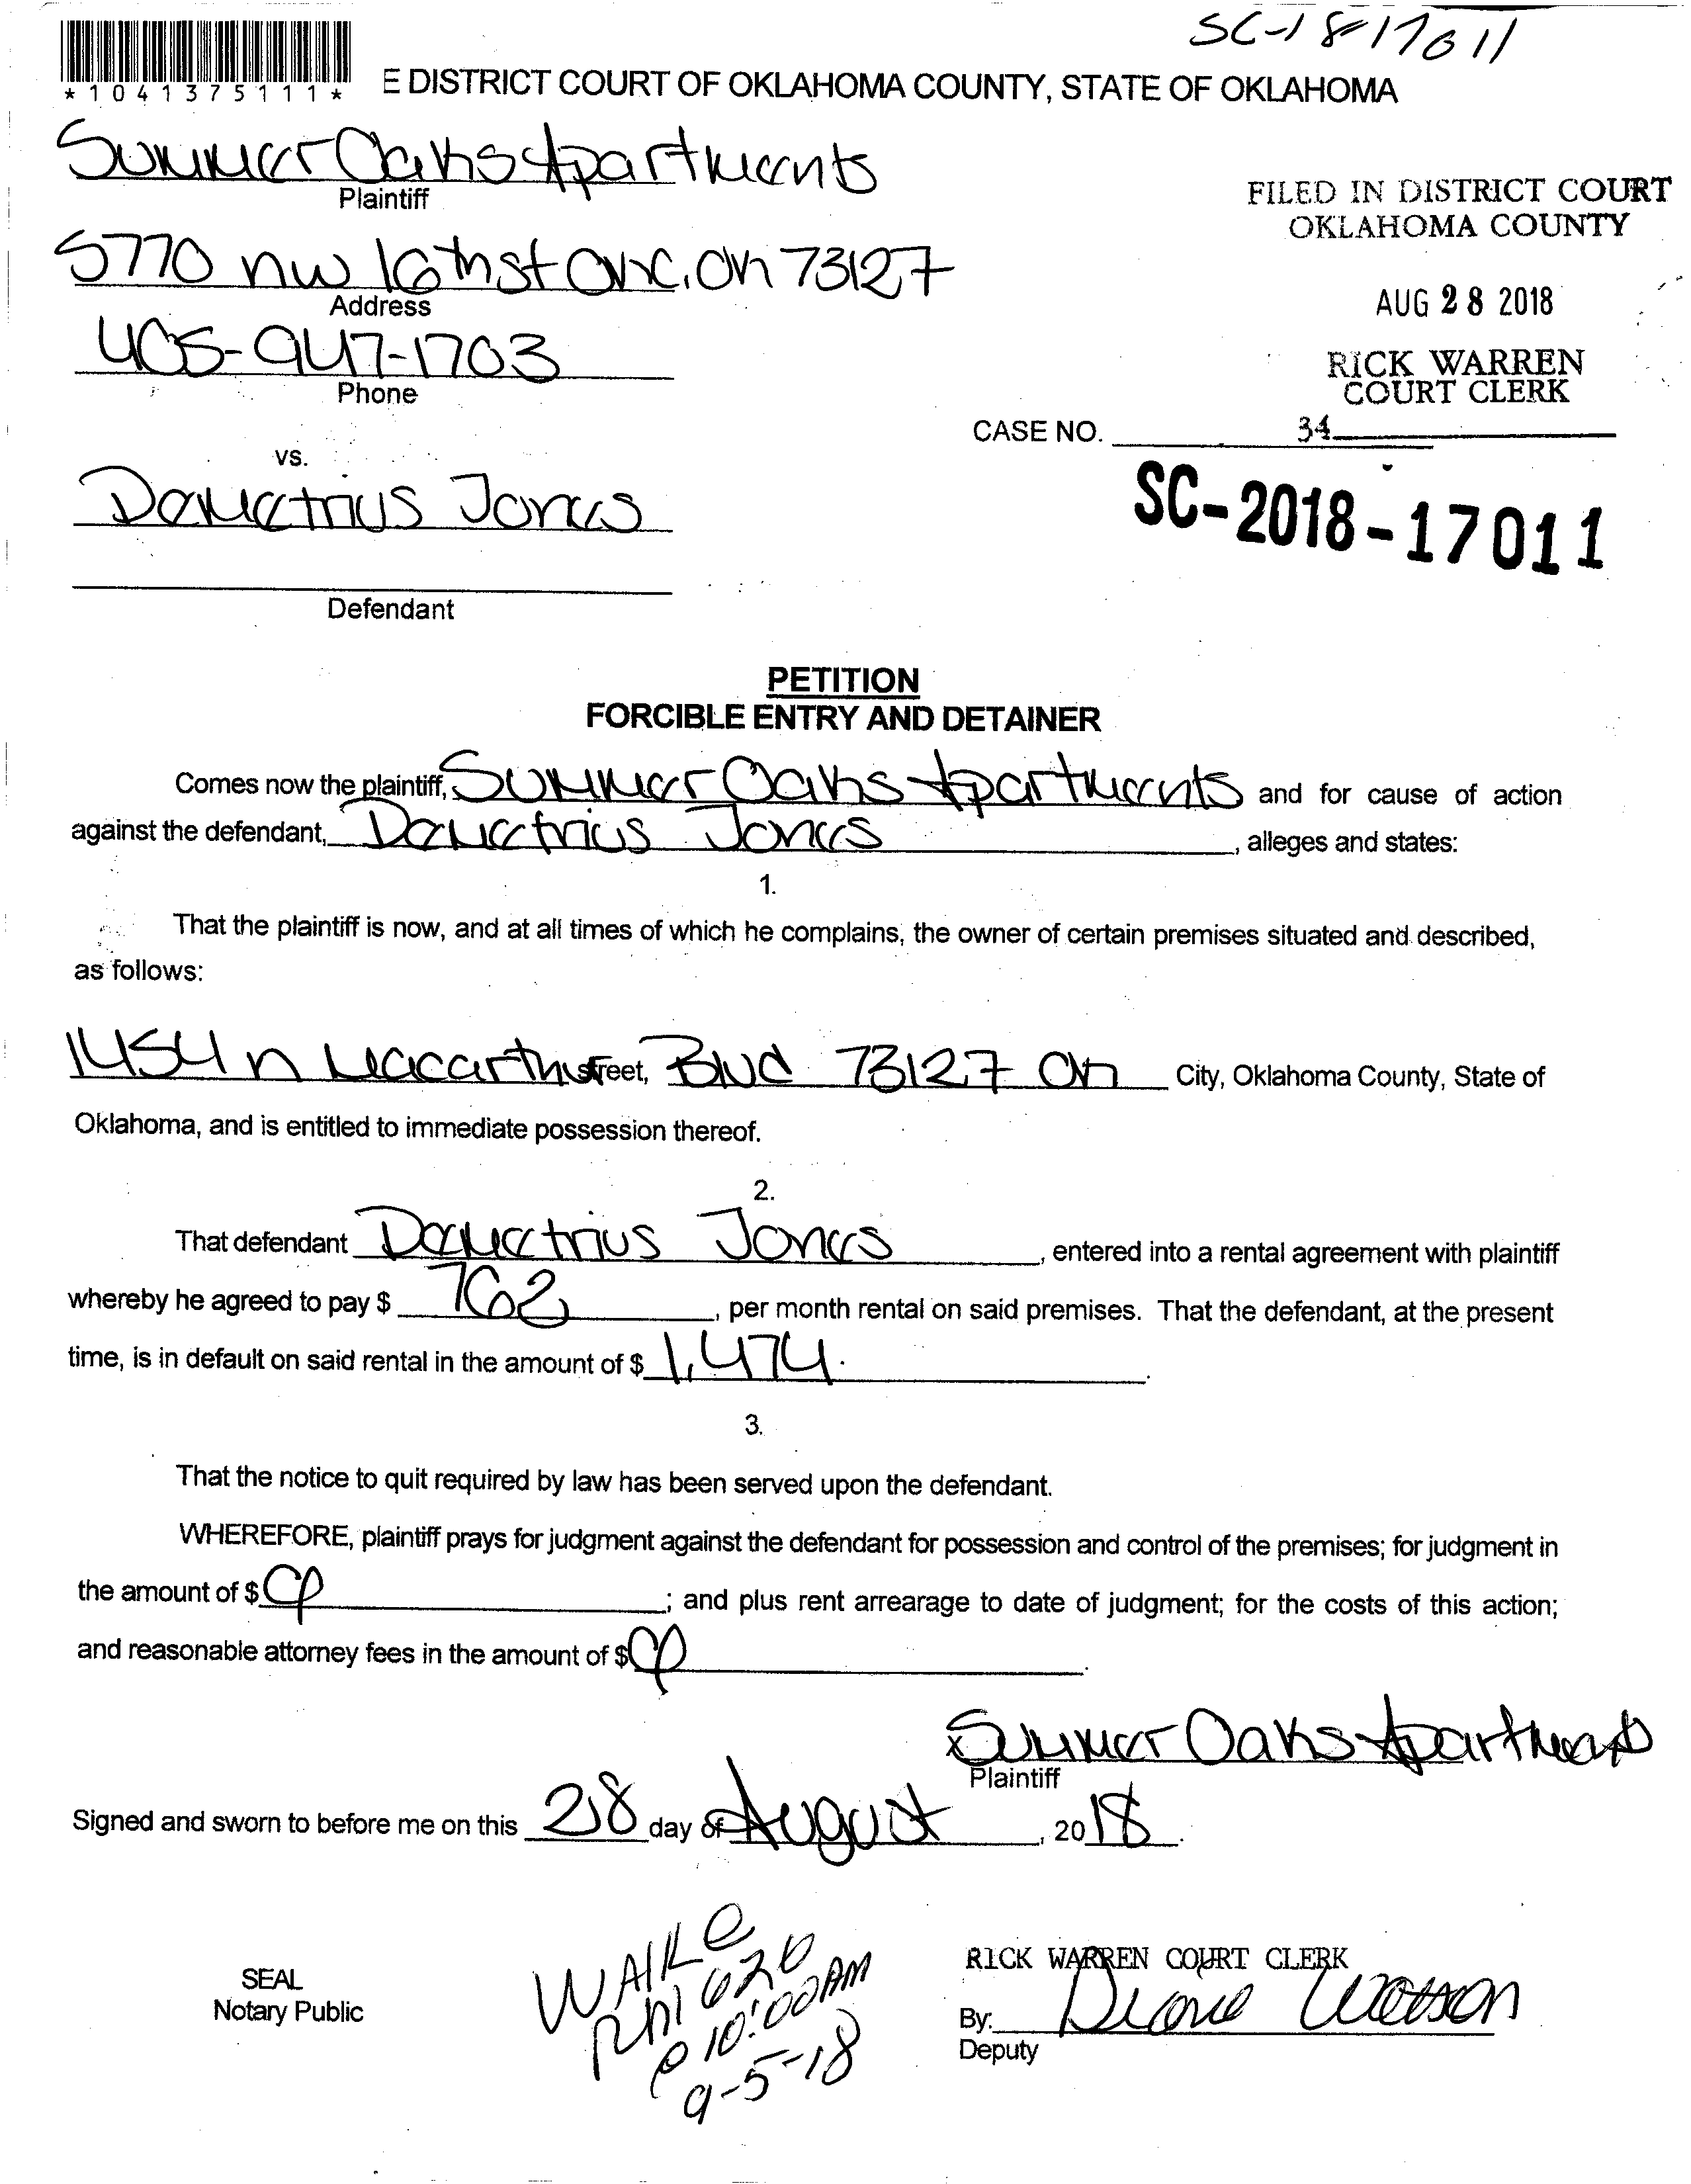 SC-18-17011
*1041375111*
E DISTRICT COURT OF OKLAHOMA COUNTY, STATE OF OKLAHOMA
Summer Oaks Apartments
Plaintiff
FILED IN DISTRICT COURT
OKLAHOMA COUNTY
5770 nw 16th st OKC, OK 73127
Address
AUG 28 2018
405-947-1703
Phone
RICK WARREN
COURT CLERK
CASE NO. 34
vs.
Demetrius Jones
SC-2018-17011
Defendant
PETITION
FORCIBLE ENTRY AND DETAINER
Comes now the plaintiff, Summer Oaks Apartments and for cause of action
against the defendant, Demetrius Jones, alleges and states:
1.
That the plaintiff is now, and at all times of which he complains, the owner of certain premises situated and described,
as follows:
1454 n Macarthur street, Blvd 73127 OK City, Oklahoma County, State of
Oklahoma, and is entitled to immediate possession thereof.
2.
That defendant Demetrius Jones, entered into a rental agreement with plaintiff
whereby he agreed to pay $ 762, per month rental on said premises. That the defendant, at the present
time, is in default on said rental in the amount of $ 1,474.
3.
That the notice to quit required by law has been served upon the defendant.
WHEREFORE, plaintiff prays for judgment against the defendant for possession and control of the premises; for judgment in
the amount of $ ; and plus rent arrearage to date of judgment; for the costs of this action;
and reasonable attorney fees in the amount of $ .
x Summer Oaks Apartments
Plaintiff
Signed and sworn to before me on this 28 day of August, 2018.
SEAL
Notary Public
WALKE
Rm 620
@ 10:00 AM
9-5-18
RICK WARREN COURT CLERK
By: Diane Watson
Deputy